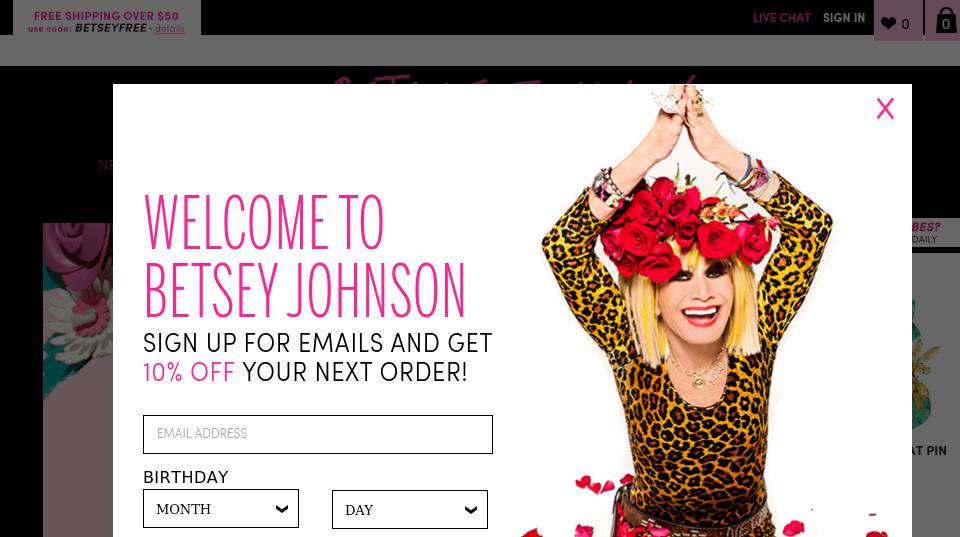 FREE SHIPPING OVER $50
use code: BETSEYFREE · details
LIVE CHAT SIGN IN 0 0
NE
X
WELCOME TO
BETSEY JOHNSON
SIGN UP FOR EMAILS AND GET
10% OFF YOUR NEXT ORDER!
EMAIL ADDRESS
BIRTHDAY
MONTH DAY
BES?
DAILY
AT PIN